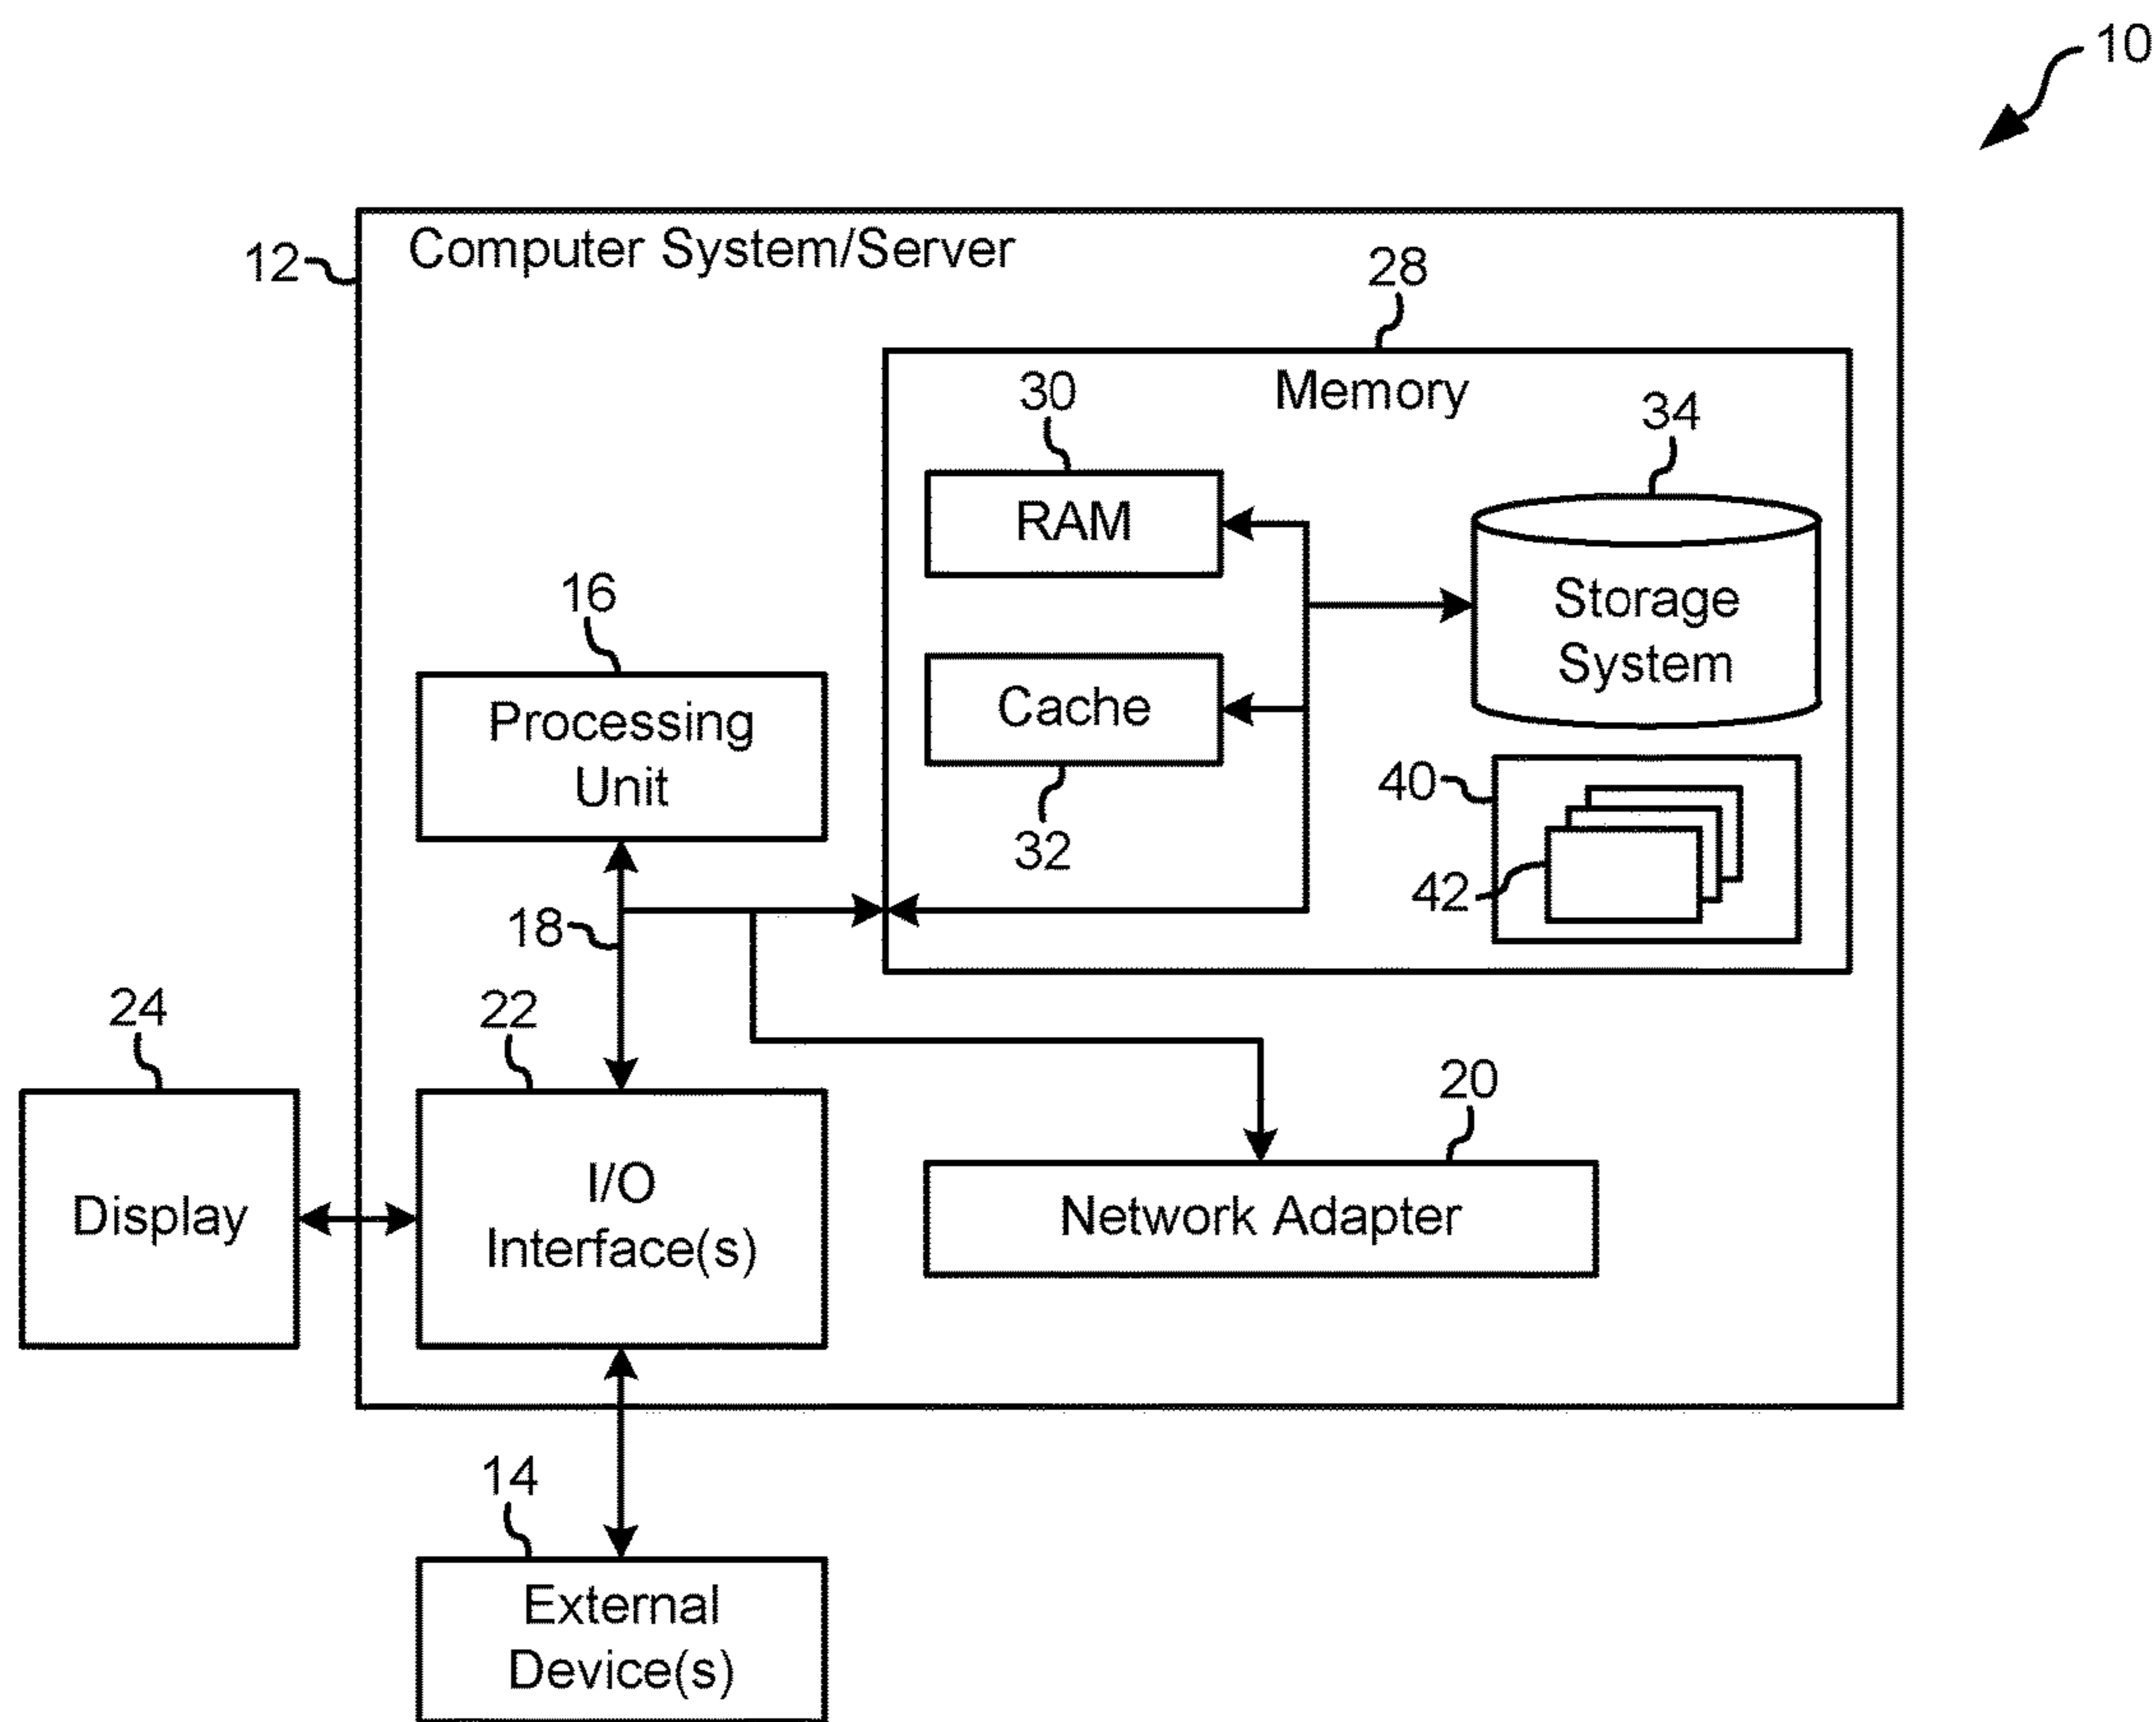 10
12
Computer System/Server
28
Memory
30
RAM
34
Storage
System
16
Processing
Unit
Cache
32
40
42
18
24
Display
22
I/O
Interface(s)
20
Network Adapter
14
External
Device(s)